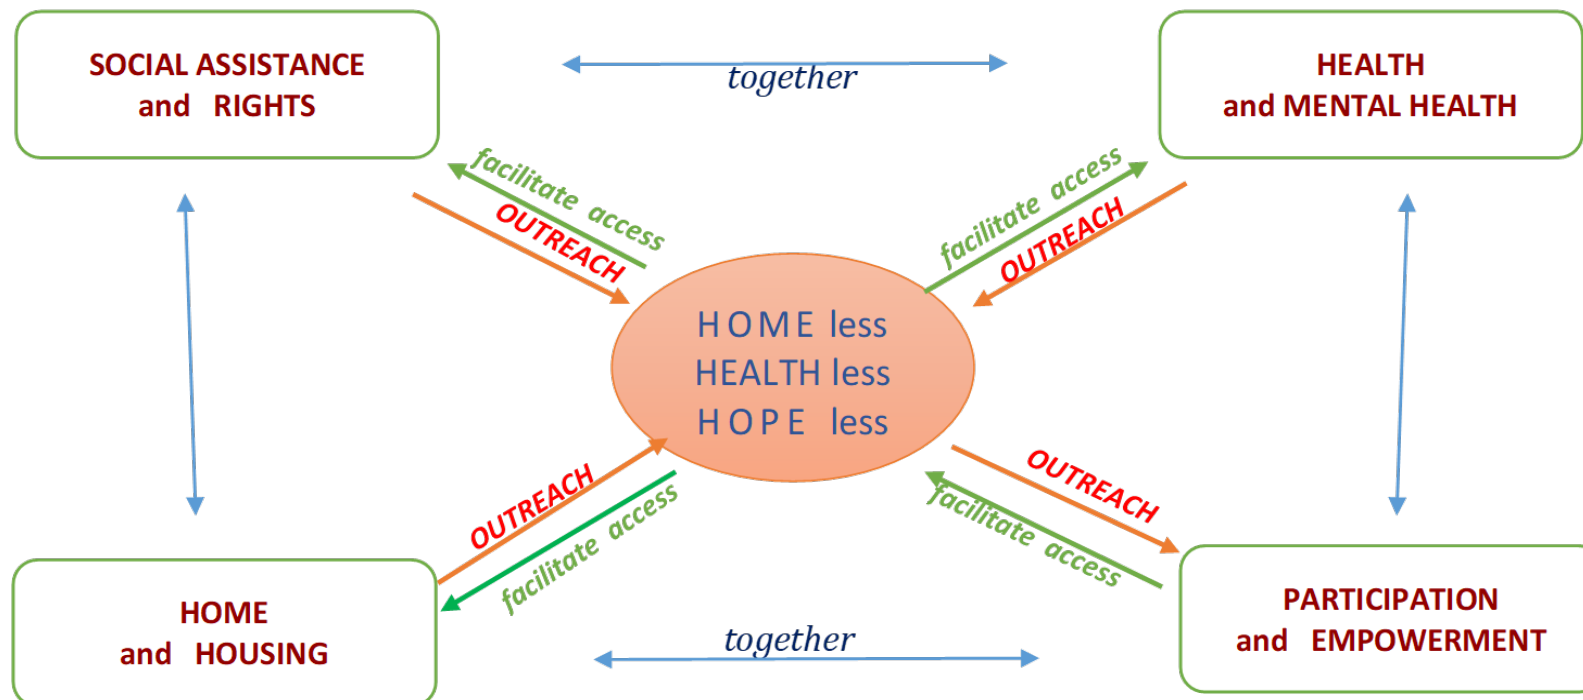 SOCIAL ASSISTANCE
and RIGHTS
together
HEALTH
and MENTAL HEALTH
facilitate access
OUTREACH
facilitate access
OUTREACH
HOME less
HEALTH less
HOPE less
OUTREACH
facilitate access
OUTREACH
facilitate access
HOME
and HOUSING
together
PARTICIPATION
and EMPOWERMENT